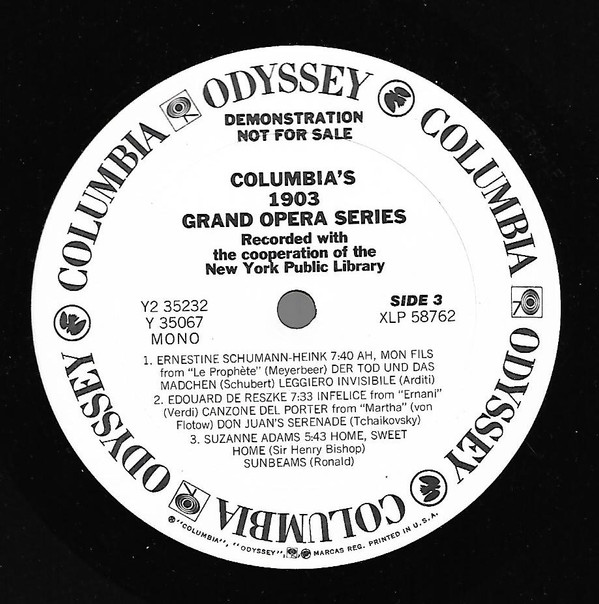 ODYSSEY
COLUMBIA
ODYSSEY
COLUMBIA
ODYSSEY
COLUMBIA
DEMONSTRATION
NOT FOR SALE
COLUMBIA'S
1903
GRAND OPERA SERIES
Recorded with
the cooperation of the
New York Public Library
Y2 35232
Y 35067
MONO
SIDE 3
XLP 58762
1. ERNESTINE SCHUMANN-HEINK 7:40 AH, MON FILS
from "Le Prophète" (Meyerbeer) DER TOD UND DAS
MADCHEN (Schubert) LEGGIERO INVISIBILE (Arditi)
2. EDOUARD DE RESZKE 7:33 INFELICE from "Ernani"
(Verdi) CANZONE DEL PORTER from "Martha" (von
Flotow) DON JUAN'S SERENADE (Tchaikovsky)
3. SUZANNE ADAMS 5:43 HOME, SWEET
HOME (Sir Henry Bishop)
SUNBEAMS (Ronald)
® "COLUMBIA", "ODYSSEY", MARCAS REG. PRINTED IN U.S.A.